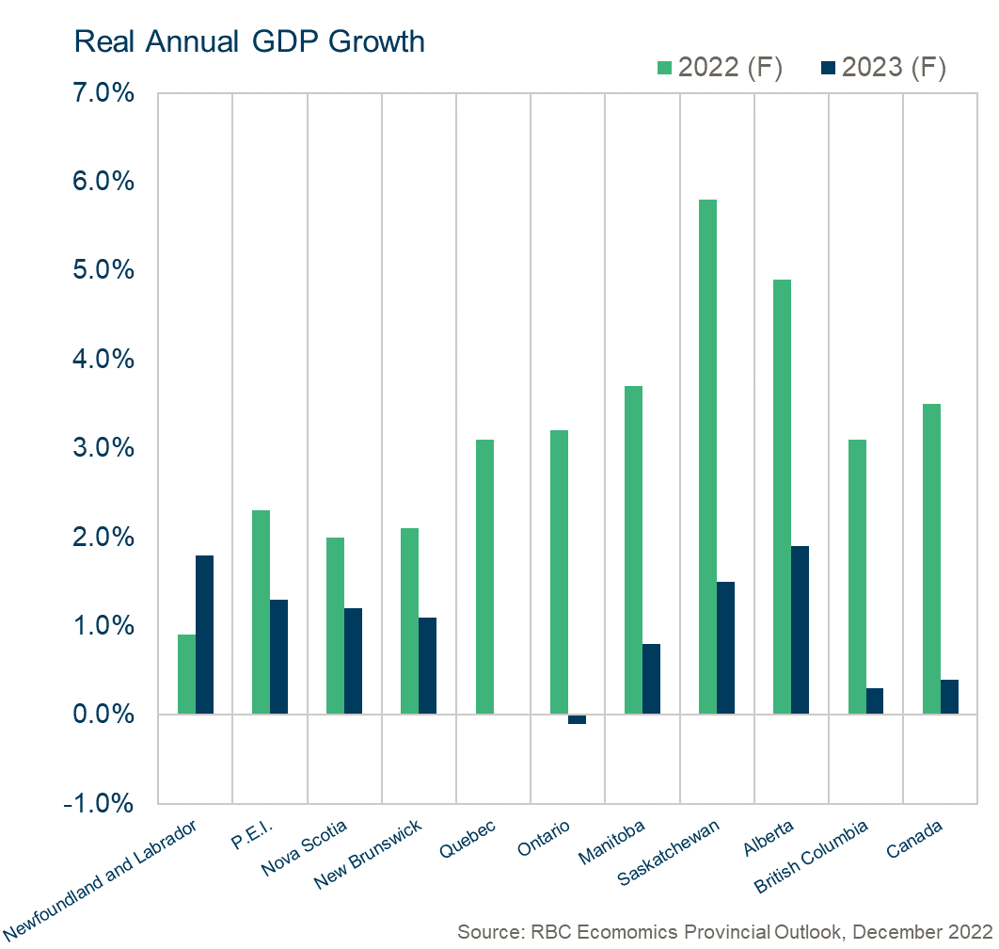 Real Annual GDP Growth
2022 (F) 2023 (F)
7.0%
6.0%
5.0%
4.0%
3.0%
2.0%
1.0%
0.0%
-1.0%
Newfoundland and Labrador
P.E.I.
Nova Scotia
New Brunswick
Quebec
Ontario
Manitoba
Saskatchewan
Alberta
British Columbia
Canada
Source: RBC Economics Provincial Outlook, December 2022